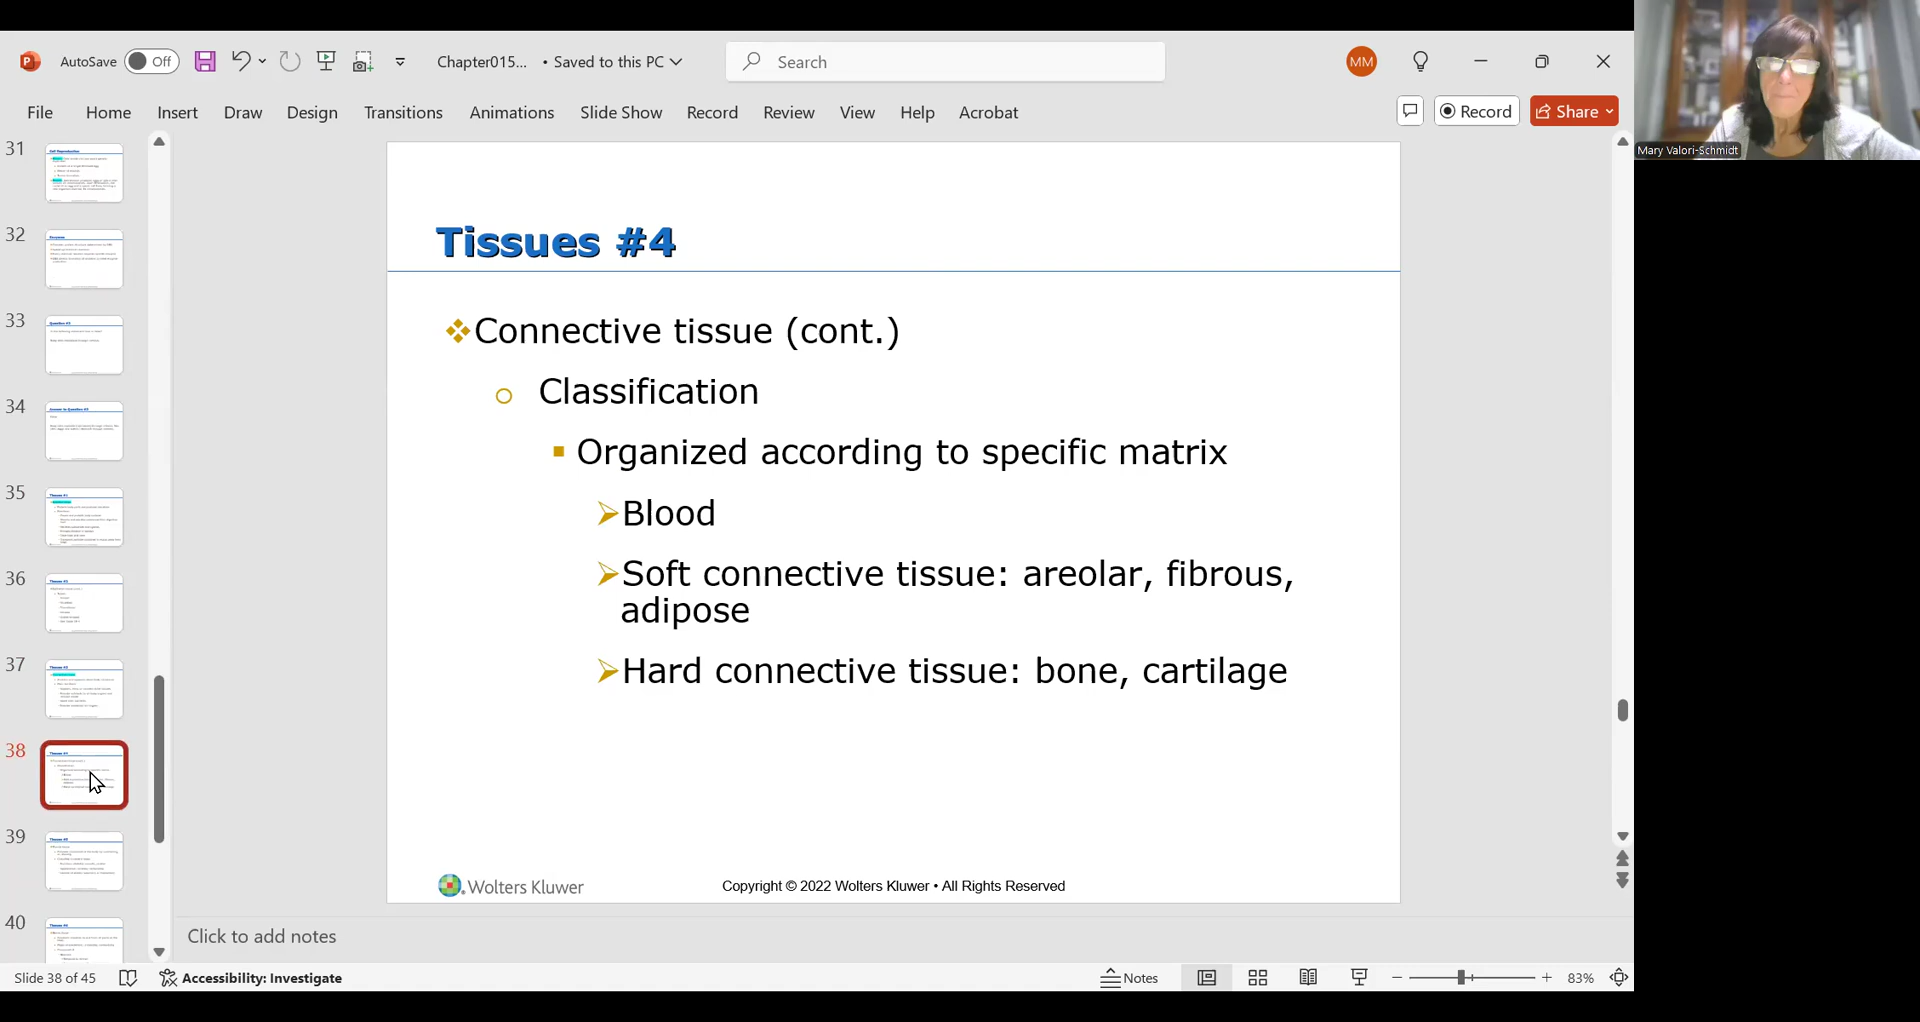 AutoSave Off Chapter015... • Saved to this PC Search MM
File Home Insert Draw Design Transitions Animations Slide Show Record Review View Help Acrobat Record Share
Mary Valori-Schmidt
31
32
33
34
35
36
37
38
39
40
Tissues #4
Connective tissue (cont.)
Classification
Organized according to specific matrix
Blood
Soft connective tissue: areolar, fibrous,
adipose
Hard connective tissue: bone, cartilage
Wolters Kluwer
Copyright © 2022 Wolters Kluwer • All Rights Reserved
Click to add notes
Slide 38 of 45 Accessibility: Investigate Notes 83%